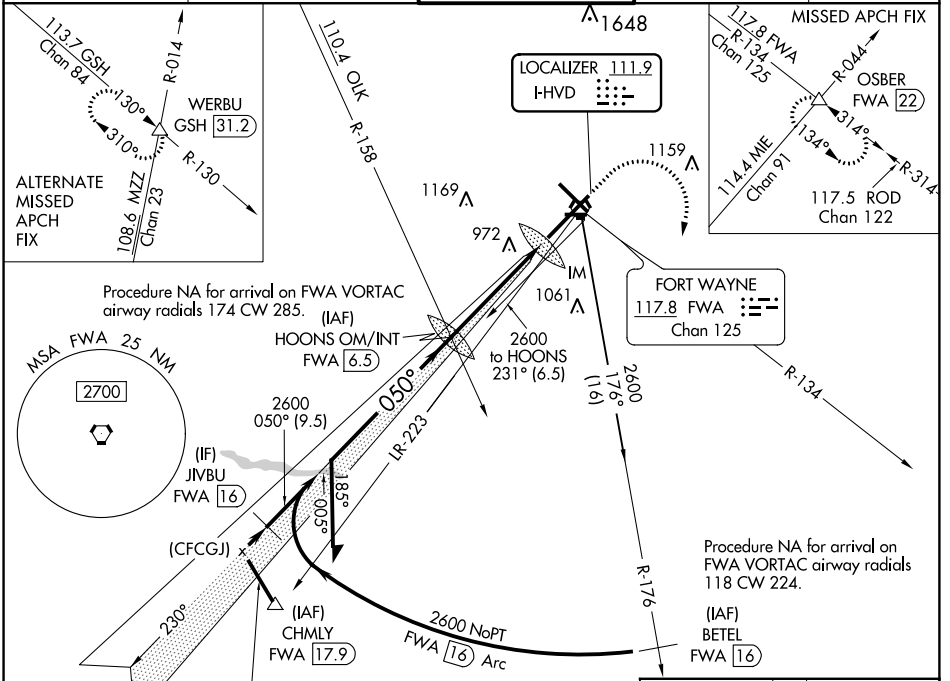 113.7 GSH
Chan 84
R-014
130°
310°
WERBU
GSH 31.2
R-130
ALTERNATE
MISSED
APCH
FIX
108.6 MZZ
Chan 23
110.4 OLK
R-158
LOCALIZER 111.9
I-HVD
1648
117.8 FWA
R-134
Chan 125
MISSED APCH FIX
R-044
OSBER
FWA 22
314°
134°
R-314
114.4 MIE
Chan 91
117.5 ROD
Chan 122
1159
1169
972
IM
1061
FORT WAYNE
117.8 FWA
Chan 125
Procedure NA for arrival on FWA VORTAC
airway radials 174 CW 285.
(IAF)
HOONS OM/INT
FWA 6.5
2600
to HOONS
231° (6.5)
2600
176°
(16)
R-134
MSA FWA 25 NM
2700
2600
050° (9.5)
050°
LR-223
(IF)
JIVBU
FWA 16
185°
005°
(CFCGJ)
x
230°
(IAF)
CHMLY
FWA 17.9
2600 NoPT
FWA 16 Arc
R-176
Procedure NA for arrival on
FWA VORTAC airway radials
118 CW 224.
(IAF)
BETEL
FWA 16